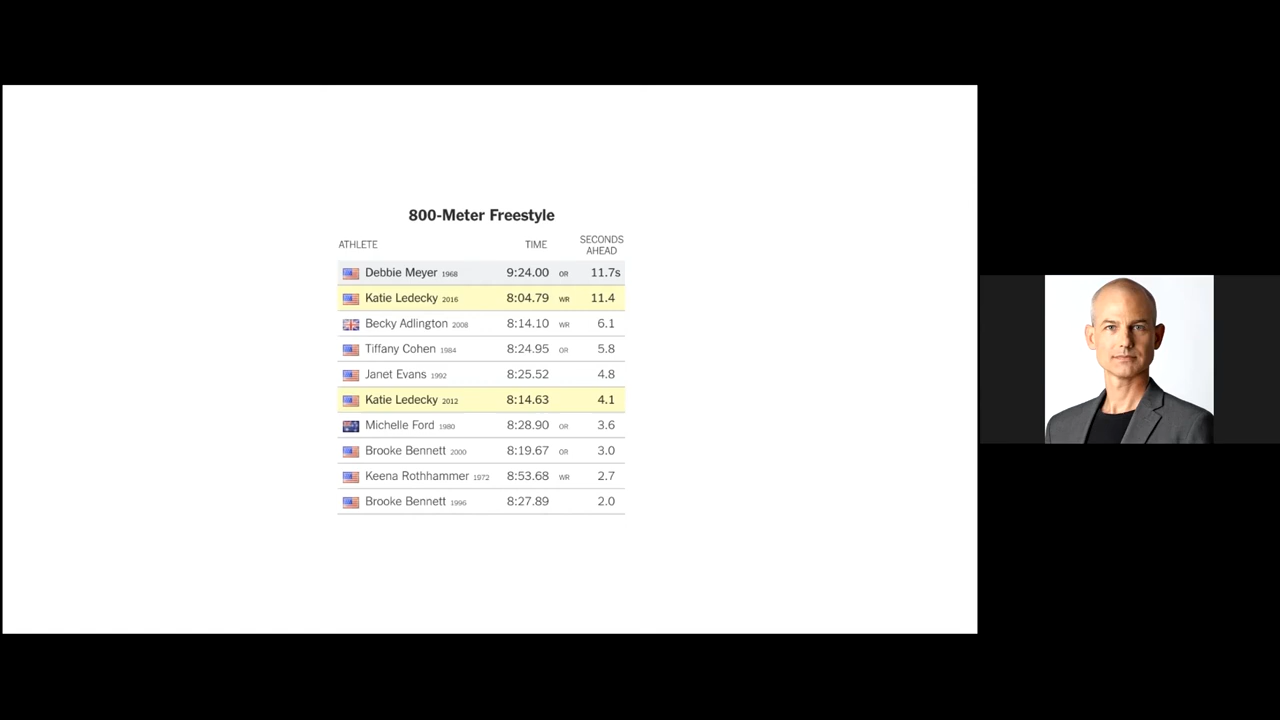 800-Meter Freestyle
ATHLETE TIME SECONDS AHEAD
Debbie Meyer 1968 9:24.00 OR 11.7s
Katie Ledecky 2016 8:04.79 WR 11.4
Becky Adlington 2008 8:14.10 WR 6.1
Tiffany Cohen 1984 8:24.95 OR 5.8
Janet Evans 1992 8:25.52 4.8
Katie Ledecky 2012 8:14.63 4.1
Michelle Ford 1980 8:28.90 OR 3.6
Brooke Bennett 2000 8:19.67 OR 3.0
Keena Rothhammer 1972 8:53.68 WR 2.7
Brooke Bennett 1996 8:27.89 2.0